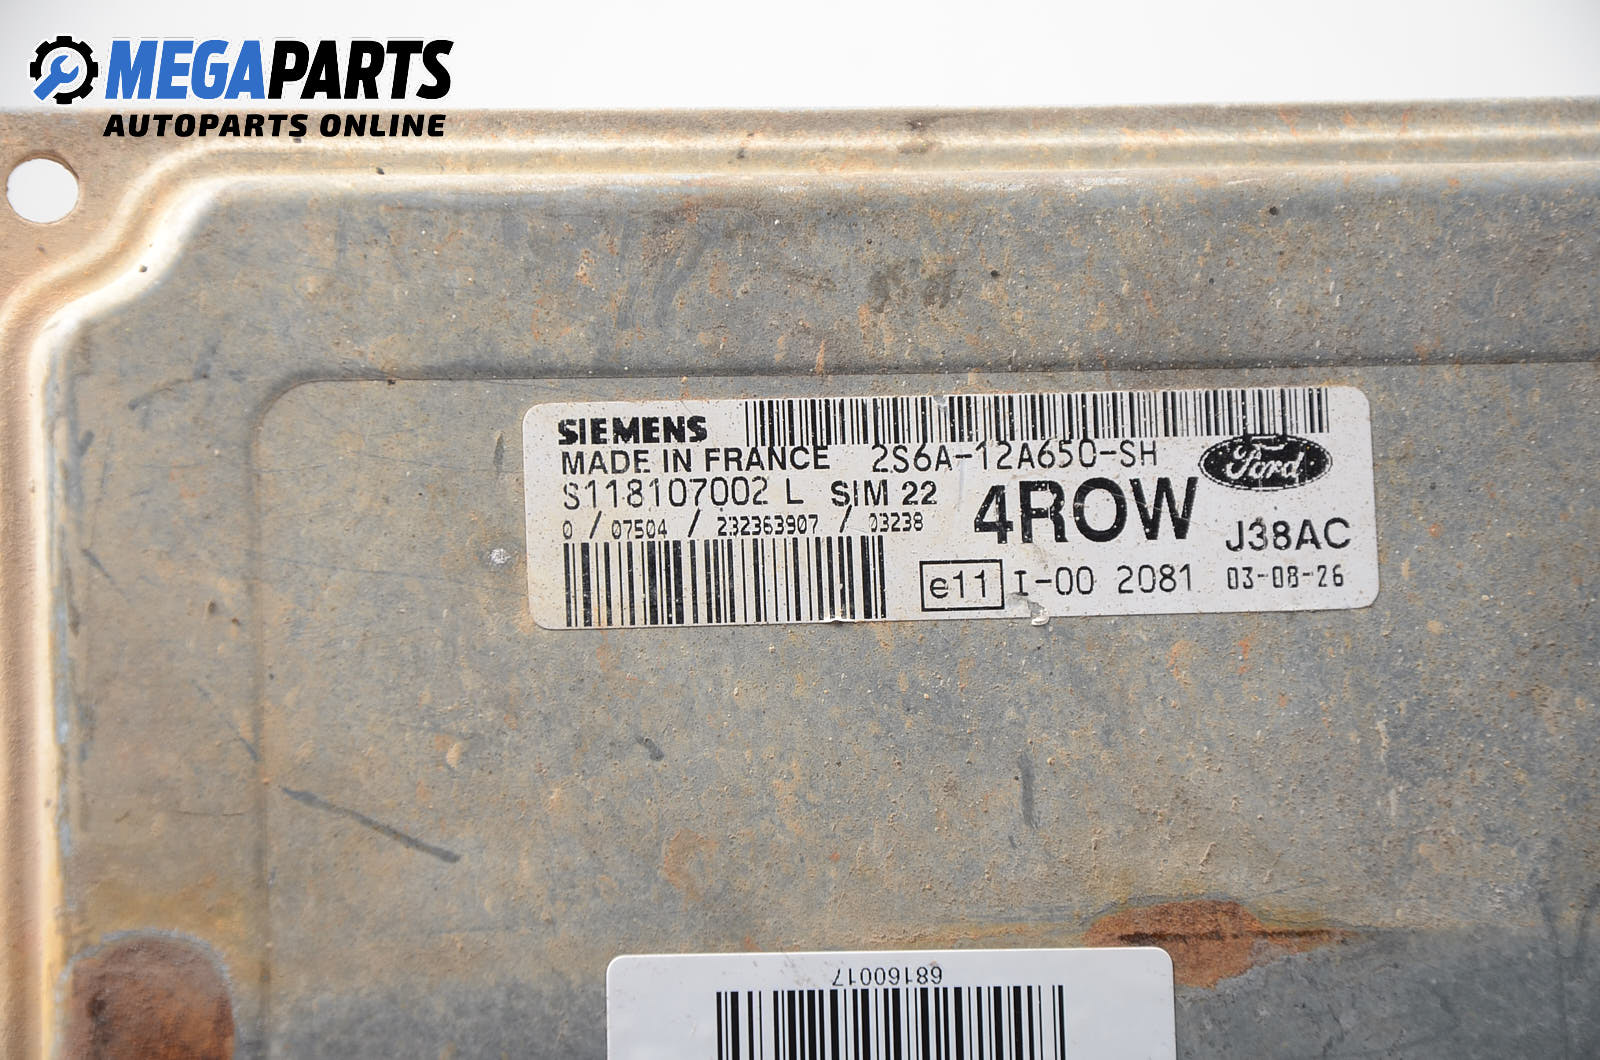 MEGAPARTS
AUTOPARTS ONLINE
SIEMENS
MADE IN FRANCE 2S6A-12A650-SH
Ford
S118107002 L SIM 22
4ROW
0 / 07504 / 232363907 / 03238
J38AC
e11 I-00 2081 03-08-26
68160017